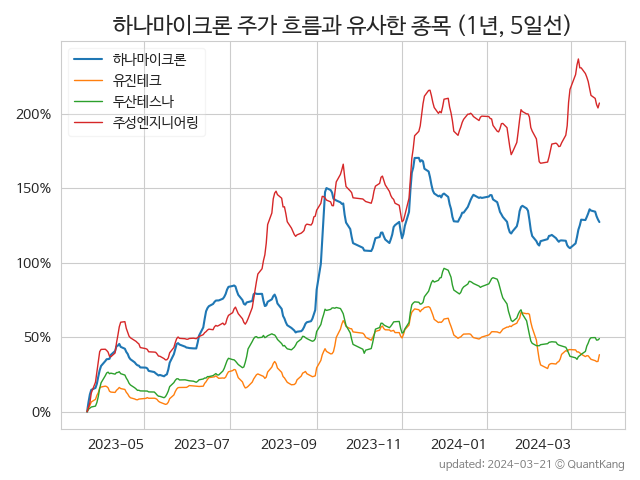 하나마이크론 주가 흐름과 유사한 종목 (1년, 5일선)
하나마이크론
유진테크
두산테스나
주성엔지니어링
200%
150%
100%
50%
0%
2023-05 2023-07 2023-09 2023-11 2024-01 2024-03
updated: 2024-03-21 © QuantKang